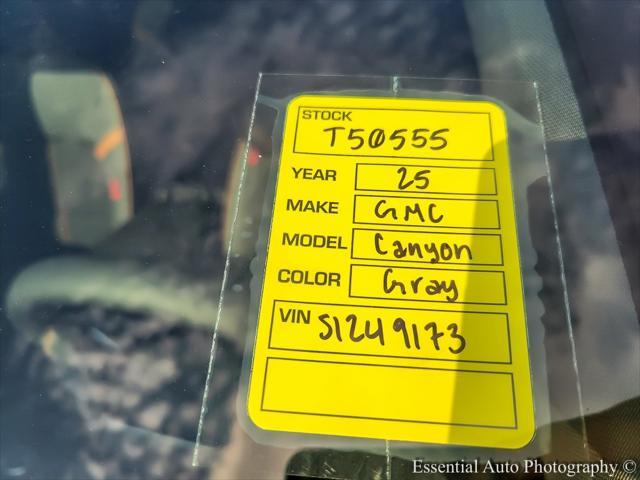 STOCK
T50555
YEAR 25
MAKE GMC
MODEL Canyon
COLOR Gray
VIN S1249173
Essential Auto Photography ©